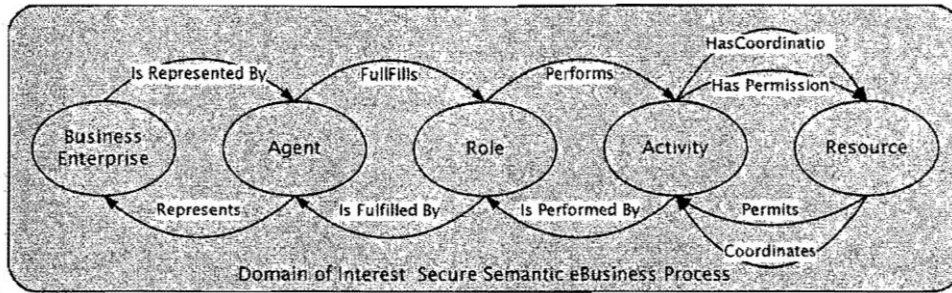 HasCoordinatio
Is Represented By
FullFills
Performs
Has Permission
Business
Enterprise
Agent
Role
Activity
Resource
Represents
Is Fulfilled By
Is Performed By
Permits
Coordinates
Domain of Interest Secure Semantic eBusiness Process